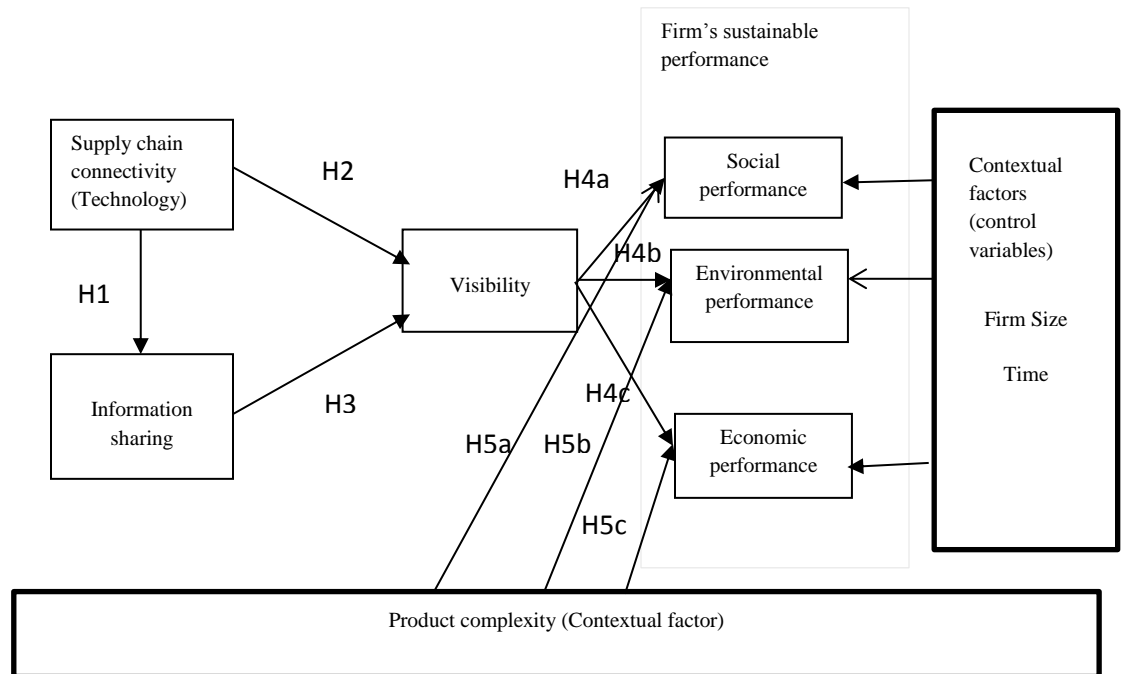 Firm's sustainable
performance
Supply chain
connectivity
(Technology)
H2
H4a
Social
performance
Contextual
factors
(control
variables)
Firm Size
Time
H1
Visibility
H4b
Environmental
performance
Information
sharing
H3
H4c
H5a
H5b
Economic
performance
H5c
Product complexity (Contextual factor)